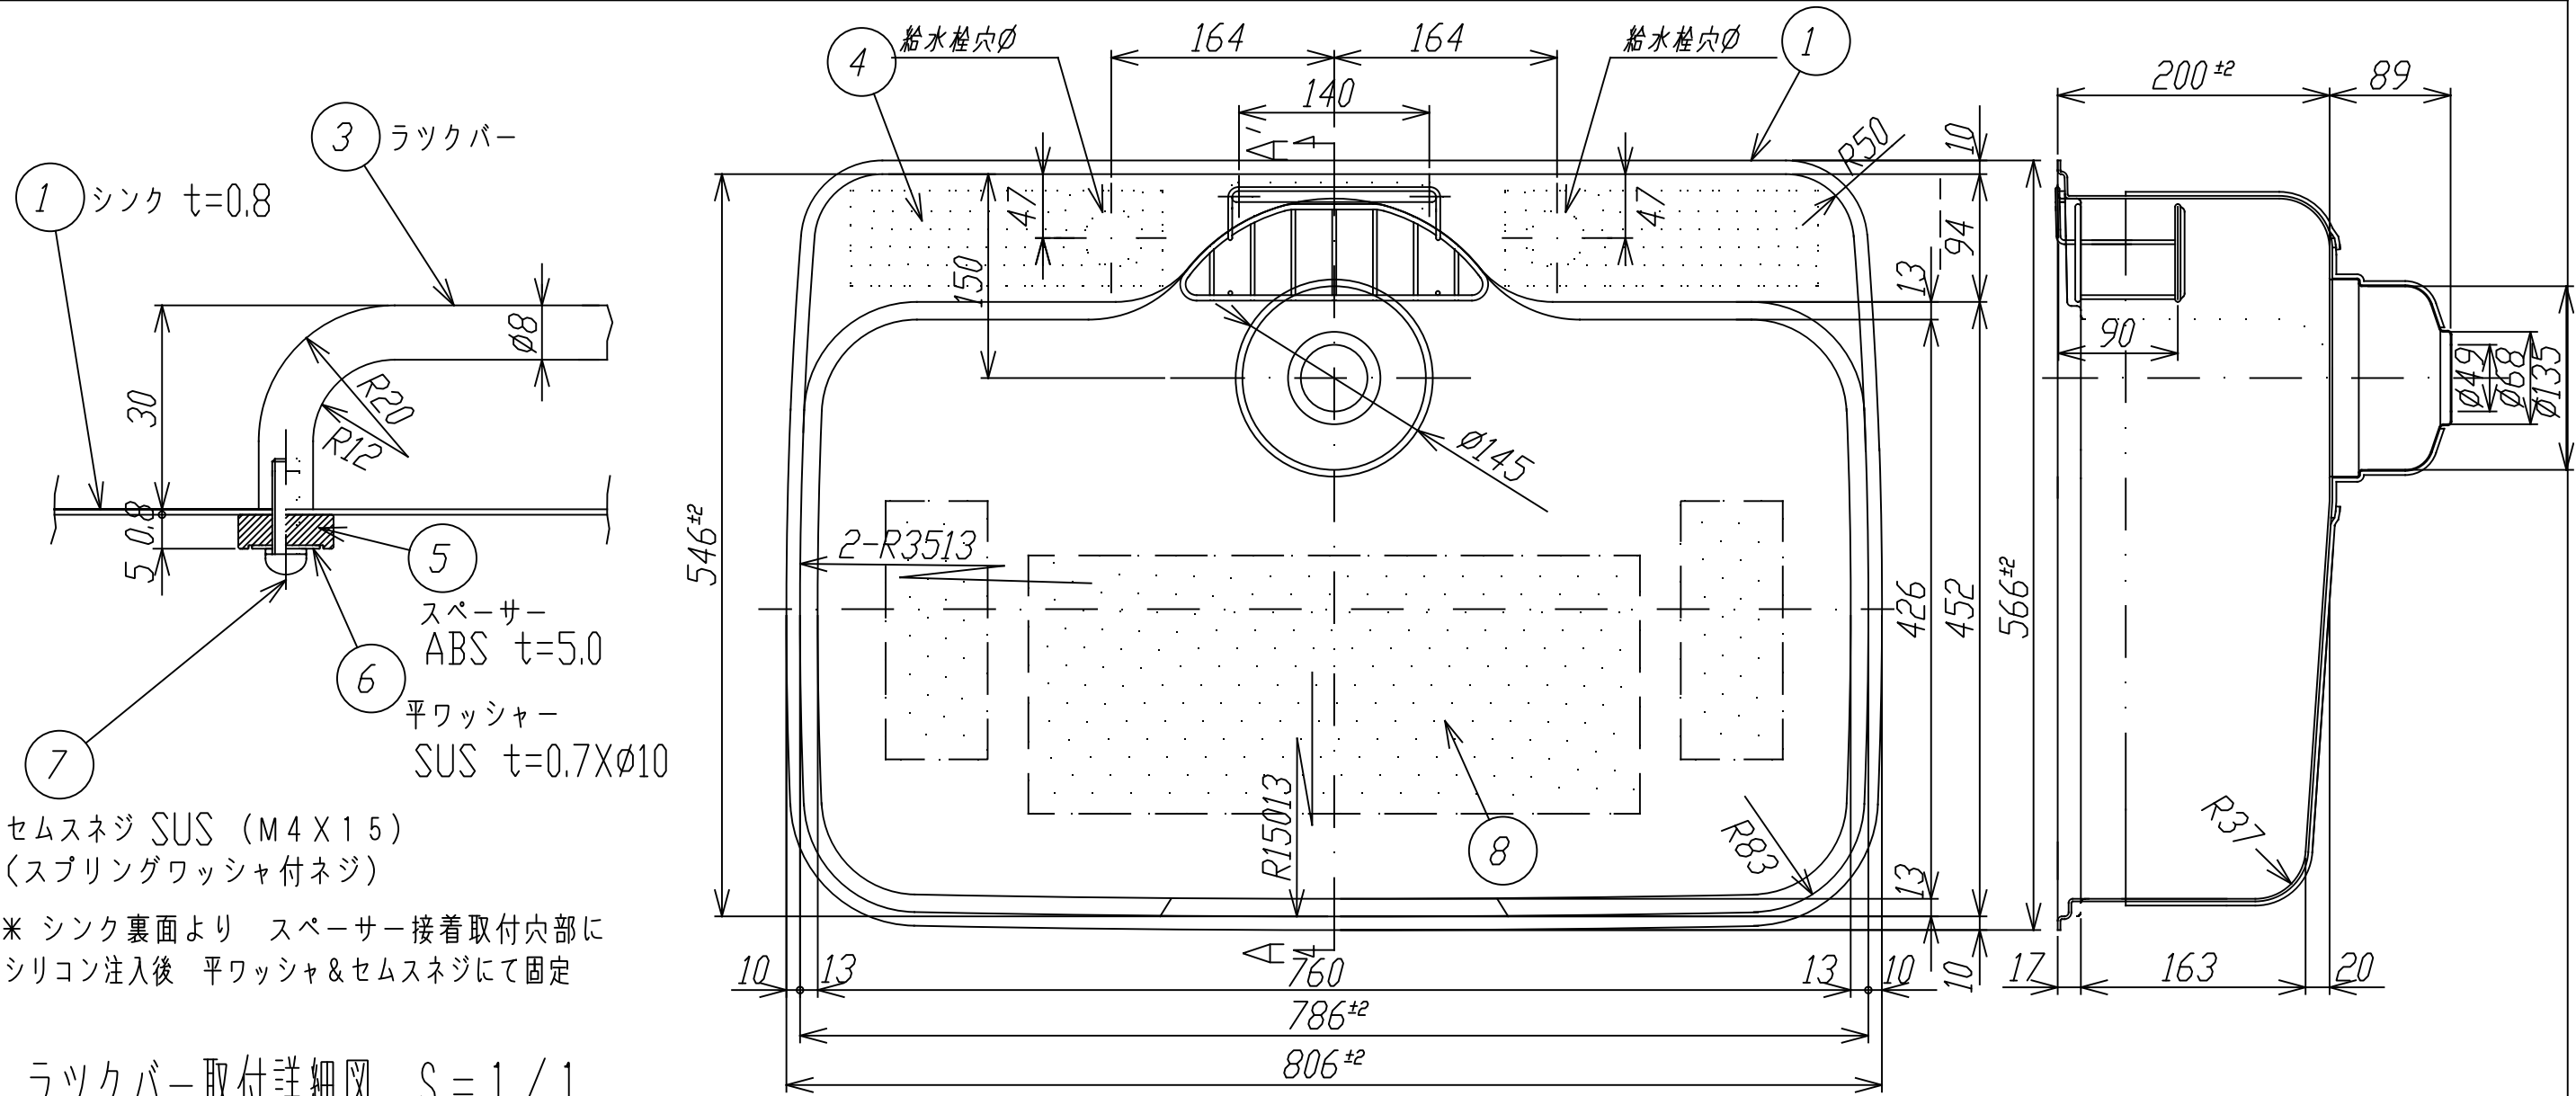 3 ラックバー
1 シンク t=0.8
30
5 0.8
ø8
R20
R12
5
スペーサー
ABS t=5.0
6
平ワッシャー
SUS t=0.7Xø10
7
セムスネジ SUS (M4X15)
(スプリングワッシャ付ネジ)
※ シンク裏面より スペーサー接着取付穴部に
シリコン注入後 平ワッシャ&セムスネジにて固定
ラックバー取付詳細図 S=1/1
4 給水栓穴ø
164
164
給水栓穴ø
1
140
A'
R50
47
47
150
10
94
13
ø145
546±2
2-R3513
426
452
566±2
R15013
8
R83
13
10
A
10
13
760
13
10
786±2
806±2
200±2
89
90
ø49
ø68
ø135
R37
17
163
20